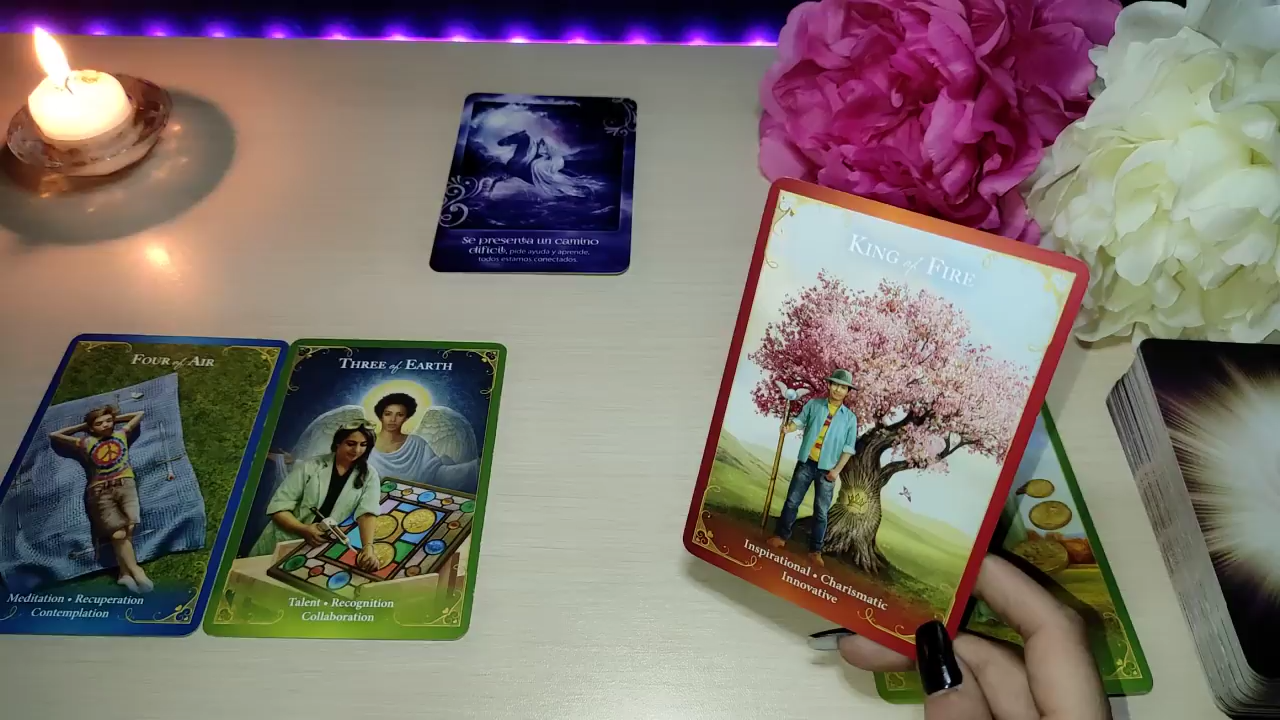 Se presenta un camino
difícil, pide ayuda y aprende,
todos estamos conectados.
KING of FIRE
Inspirational • Charismatic
Innovative
FOUR of AIR
Meditation • Recuperation
Contemplation
THREE of EARTH
Talent • Recognition
Collaboration